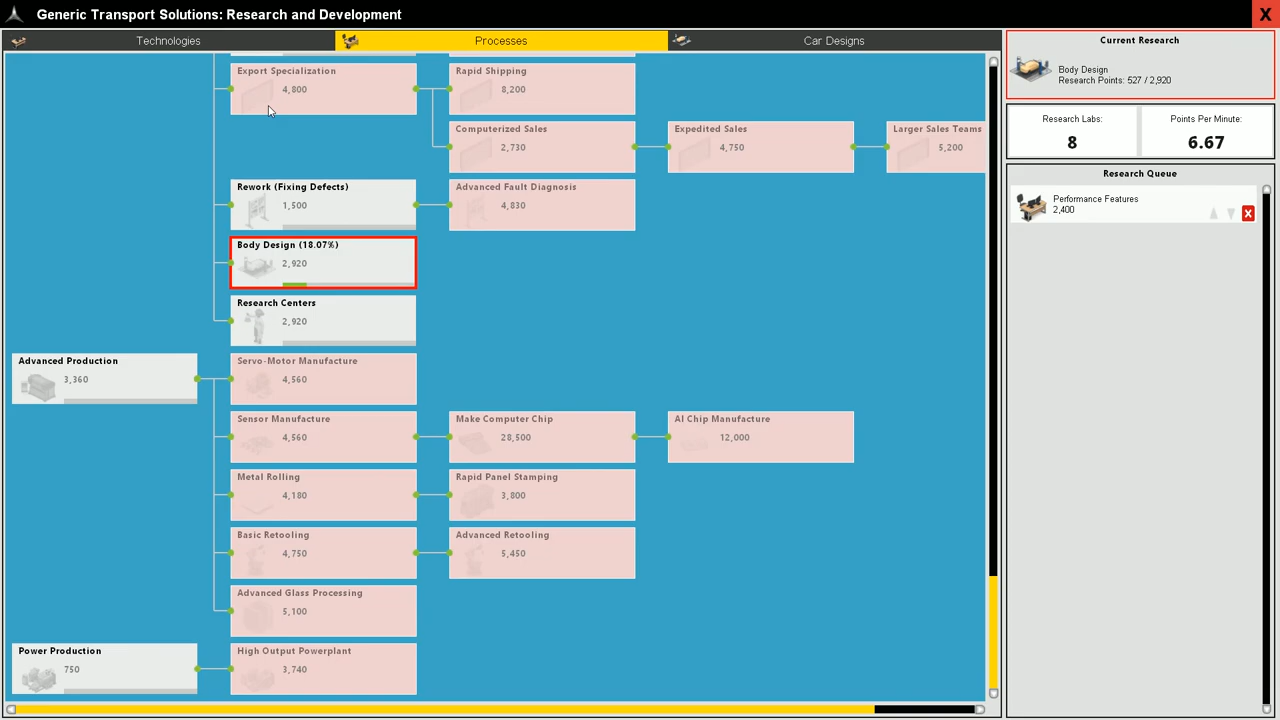 Generic Transport Solutions: Research and Development
X
Technologies
Processes
Car Designs
Export Specialization
4,800
Rapid Shipping
8,200
Computerized Sales
2,730
Expedited Sales
4,750
Larger Sales Teams
5,200
Rework (Fixing Defects)
1,500
Advanced Fault Diagnosis
4,830
Body Design (18.07%)
2,920
Research Centers
2,920
Advanced Production
3,360
Servo-Motor Manufacture
4,560
Sensor Manufacture
4,560
Make Computer Chip
28,500
AI Chip Manufacture
12,000
Metal Rolling
4,180
Rapid Panel Stamping
3,800
Basic Retooling
4,750
Advanced Retooling
5,450
Advanced Glass Processing
5,100
Power Production
750
High Output Powerplant
3,740
Current Research
Body Design
Research Points: 527 / 2,920
Research Labs:
8
Points Per Minute:
6.67
Research Queue
Performance Features
2,400
X